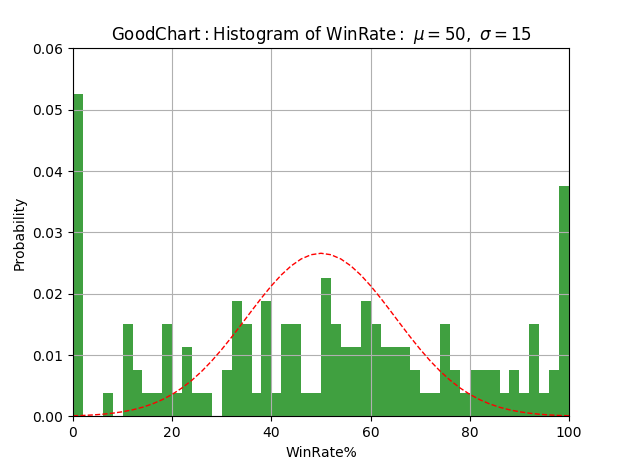 GoodChart : Histogram of WinRate : μ = 50, σ = 15
0.06
0.05
0.04
0.03
0.02
0.01
0.00
Probability
0 20 40 60 80 100
WinRate%